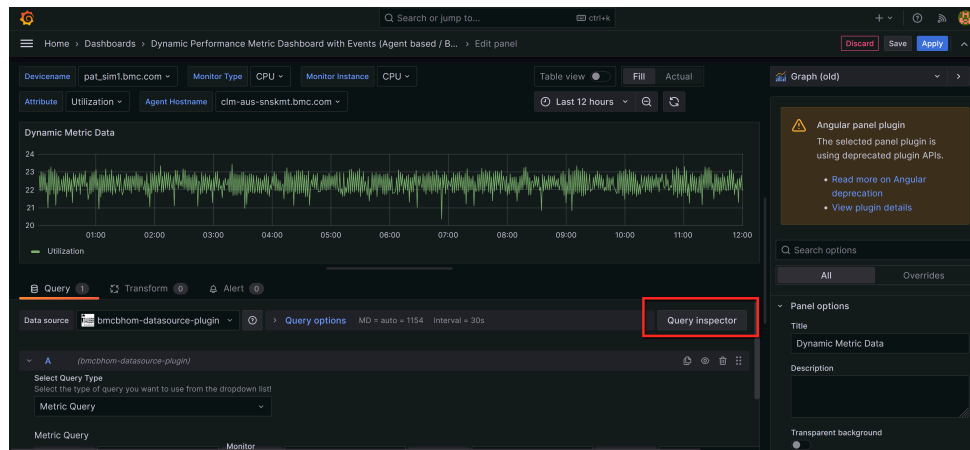 Search or jump to... ctrl+k
Home > Dashboards > Dynamic Performance Metric Dashboard with Events (Agent based / B... > Edit panel
Discard Save Apply
Devicename pat_sim1.bmc.com Monitor Type CPU Monitor Instance CPU
Table view Fill Actual
Graph (old)
Attribute Utilization Agent Hostname clm-aus-snskmt.bmc.com
Last 12 hours
Angular panel plugin
The selected panel plugin is
using deprecated plugin APIs.
• Read more on Angular
deprecation
• View plugin details
Dynamic Metric Data
24
23
22
21
20
01:00 02:00 03:00 04:00 05:00 06:00 07:00 08:00 09:00 10:00 11:00 12:00
Utilization
Search options
All Overrides
Query 1 Transform 0 Alert 0
Data source bmcbhom-datasource-plugin > Query options MD = auto = 1154 Interval = 30s Query inspector
Panel options
Title
Dynamic Metric Data
Description
Transparent background
A (bmcbhom-datasource-plugin)
Select Query Type
Select the type of query you want to use from the dropdown list!
Metric Query
Metric Query
Monitor